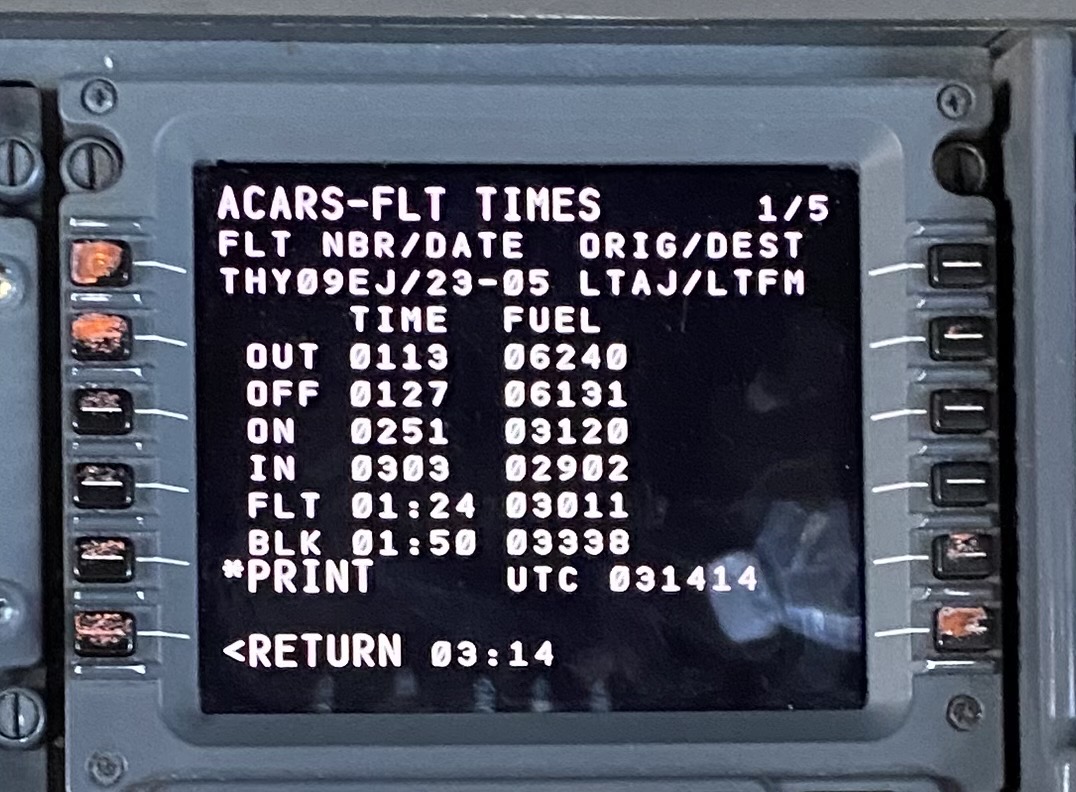 ACARS-FLT TIMES 1/5
FLT NBR/DATE ORIG/DEST
THY09EJ/23-05 LTAJ/LTFM
TIME FUEL
OUT 0113 06240
OFF 0127 06131
ON 0251 03120
IN 0303 02902
FLT 01:24 03011
BLK 01:50 03338
*PRINT UTC 031414
<RETURN 03:14